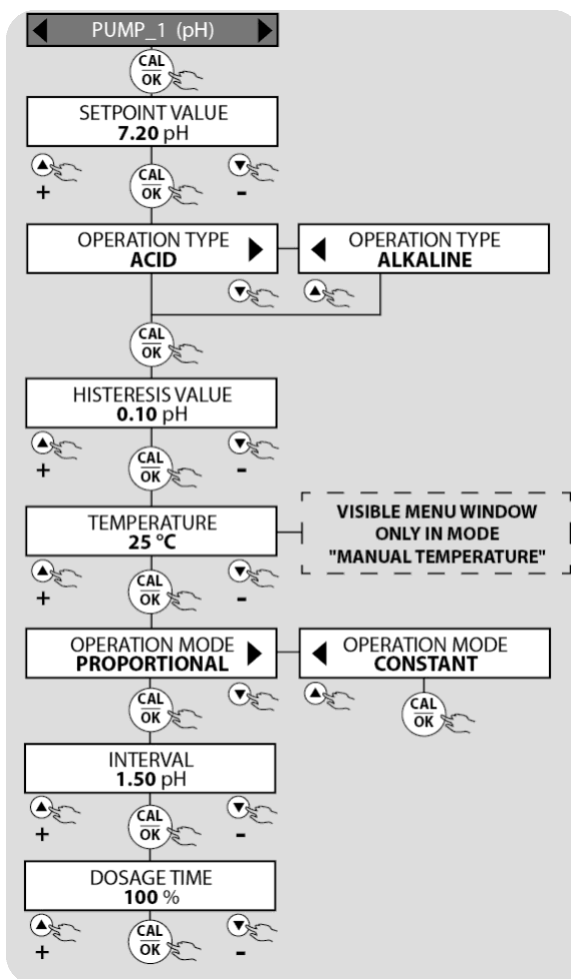 PUMP_1 (pH)
CAL
OK
SETPOINT VALUE
7.20 pH
+
CAL
OK
-
OPERATION TYPE
ACID
OPERATION TYPE
ALKALINE
CAL
OK
HISTERESIS VALUE
0.10 pH
+
CAL
OK
-
TEMPERATURE
25 °C
VISIBLE MENU WINDOW
ONLY IN MODE
"MANUAL TEMPERATURE"
+
CAL
OK
-
OPERATION MODE
PROPORTIONAL
OPERATION MODE
CONSTANT
CAL
OK
CAL
OK
INTERVAL
1.50 pH
+
CAL
OK
-
DOSAGE TIME
100 %
+
CAL
OK
-